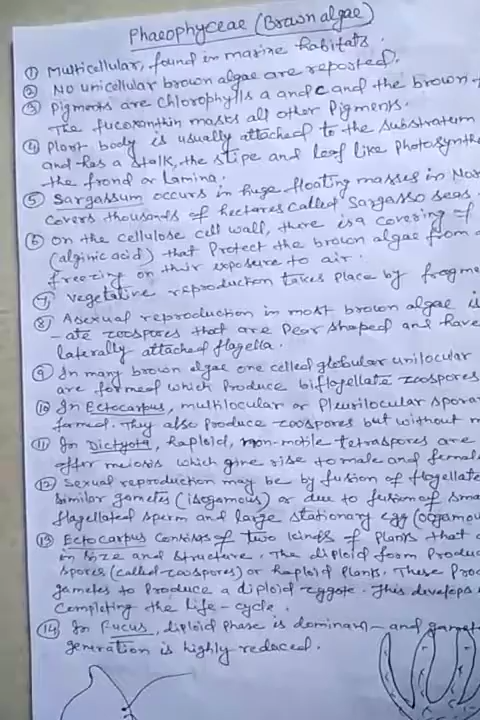 Phaeophyceae (Brown algae)
① Multicellular, found in marine habitats.
② No unicellular brown algae are reported.
③ Pigments are Chlorophylls a and c and the brown
The fucoxanthin masks all other Pigments.
④ Plant body is usually attached to the substratum
and has a stalk, the stipe and leaf like Photosynthe
the frond or lamina.
⑤ Sargassum occurs in huge floating masses in Nor
covers thousands of hectares called Sargasso seas.
⑥ On the cellulose cell wall, there is a covering of
(alginic acid) that Protect the brown algae from
freezing on their exposure to air.
⑦ Vegetative reproduction takes place by fragme
⑧ Asexual reproduction in most brown algae is
-ate zoospores that are Pear shaped and have
laterally attached flagella.
⑨ In many brown algae one celled globular unilocular
are formed which Produce biflagellate zoospores
⑩ In Ectocarpus, multilocular or Pleurilocular spora
formed. They also produce zoospores but without m
⑪ In Dictyota, haploid, non-motile tetraspores are
after meiosis which give rise to male and femal
⑫ Sexual reproduction may be by fusion of flagellate
similar gametes (isogamous) or due to fusion of sma
flagellated sperm and large stationary egg (oogamou
⑬ Ectocarpus consists of two kinds of Plants that
in size and structure. The diploid form Produc
spores (called zoospores) or haploid Plants. These Pro
gametes to Produce a diploid zygote. This develops
completing the life-cycle.
⑭ In Fucus, diploid phase is dominant and gamet
generation is highly reduced.